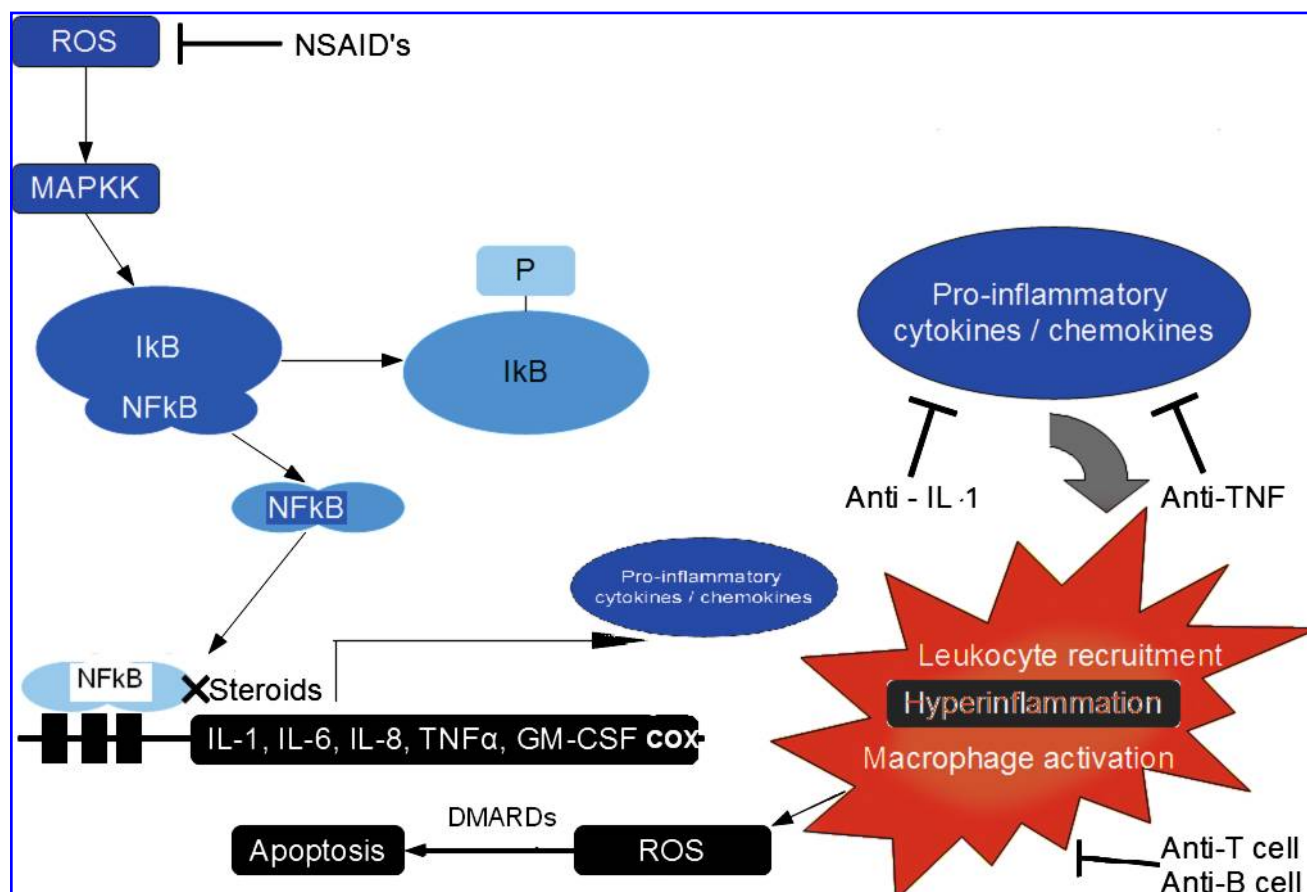 ROS
NSAID's
MAPKK
P
IkB
IkB
NFkB
NFkB
Pro-inflammatory
cytokines / chemokines
Anti - IL -1
Anti-TNF
Pro-inflammatory
cytokines / chemokines
NFkB
Steroids
IL-1, IL-6, IL-8, TNFα, GM-CSF COX
Leukocyte recruitment
Hyperinflammation
Macrophage activation
DMARDs
Apoptosis
ROS
Anti-T cell
Anti-B cell